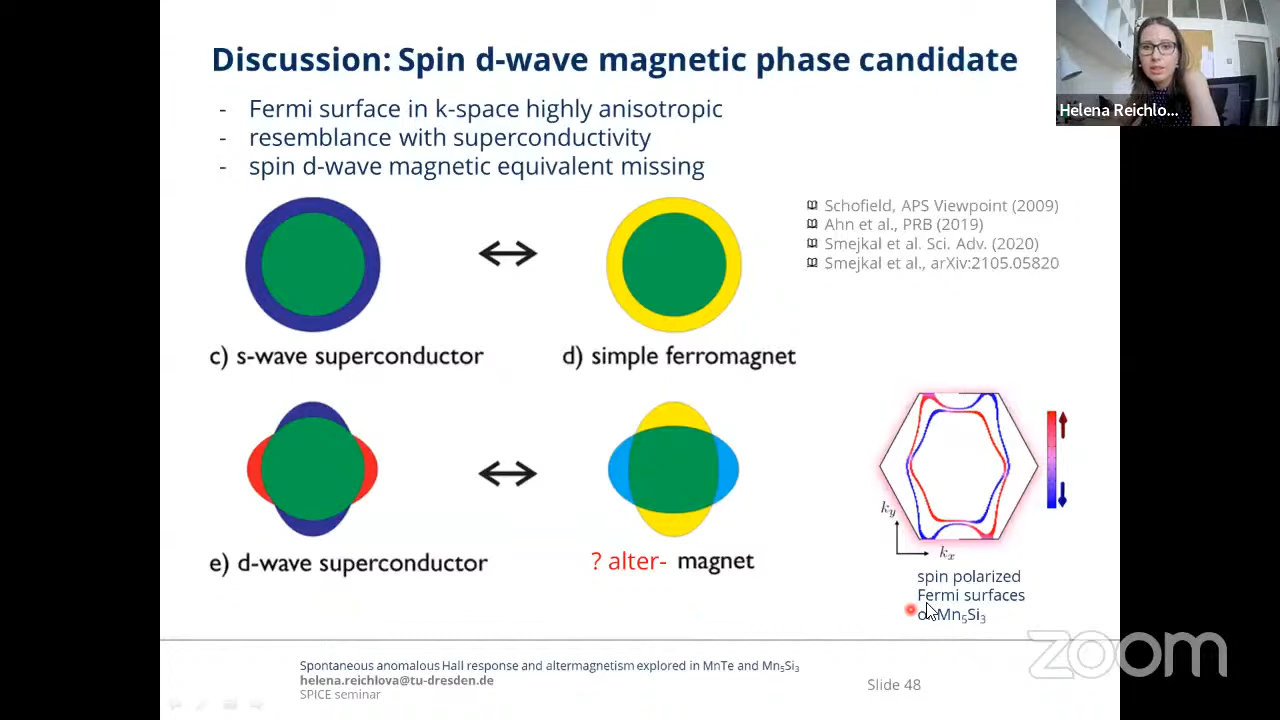 Discussion: Spin d-wave magnetic phase candidate
Helena Reichlo...
- Fermi surface in k-space highly anisotropic
- resemblance with superconductivity
- spin d-wave magnetic equivalent missing
Schofield, APS Viewpoint (2009)
Ahn et al., PRB (2019)
Smejkal et al. Sci. Adv. (2020)
Smejkal et al., arXiv:2105.05820
c) s-wave superconductor
d) simple ferromagnet
k_y
k_x
e) d-wave superconductor
? alter- magnet
spin polarized
Fermi surfaces
Mn₅Si₃
zoom
Spontaneous anomalous Hall response and altermagnetism explored in MnTe and Mn₅Si₃
helena.reichlova@tu-dresden.de
SPICE seminar
Slide 48